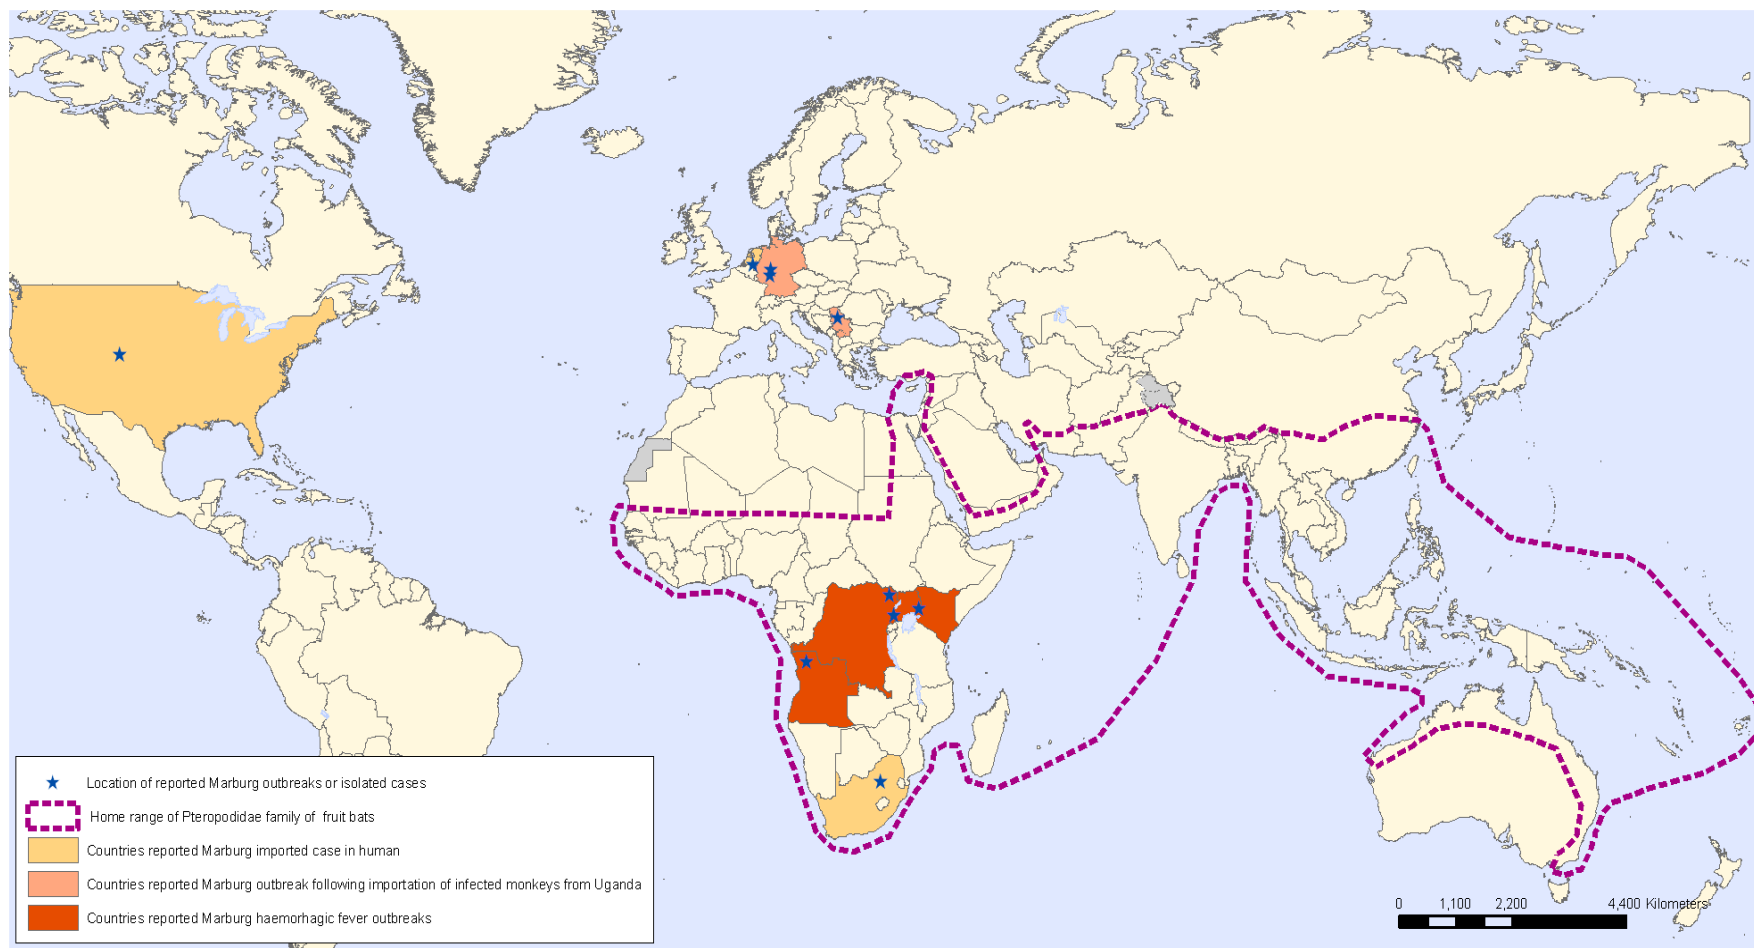 Location of reported Marburg outbreaks or isolated cases
Home range of Pteropodidae family of fruit bats
Countries reported Marburg imported case in human
Countries reported Marburg outbreak following importation of infected monkeys from Uganda
Countries reported Marburg haemorhagic fever outbreaks
0 1,100 2,200 4,400 Kilometers